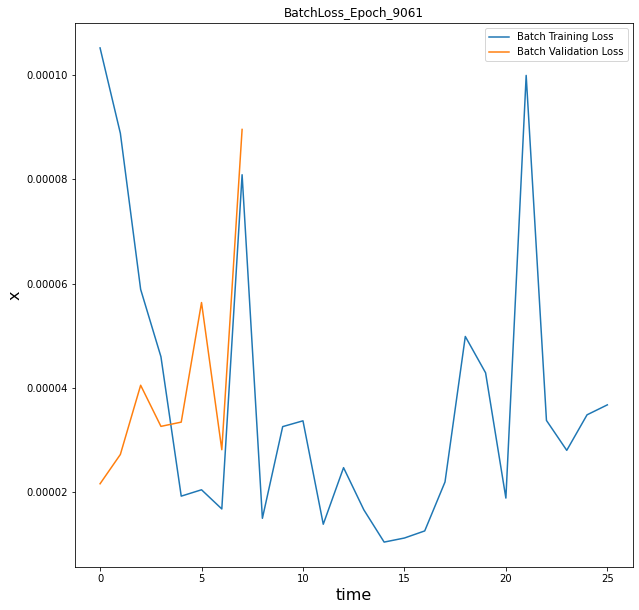 BatchLoss_Epoch_9061
Batch Training Loss
Batch Validation Loss
0.00010
0.00008
0.00006
0.00004
0.00002
x
0 5 10 15 20 25
time